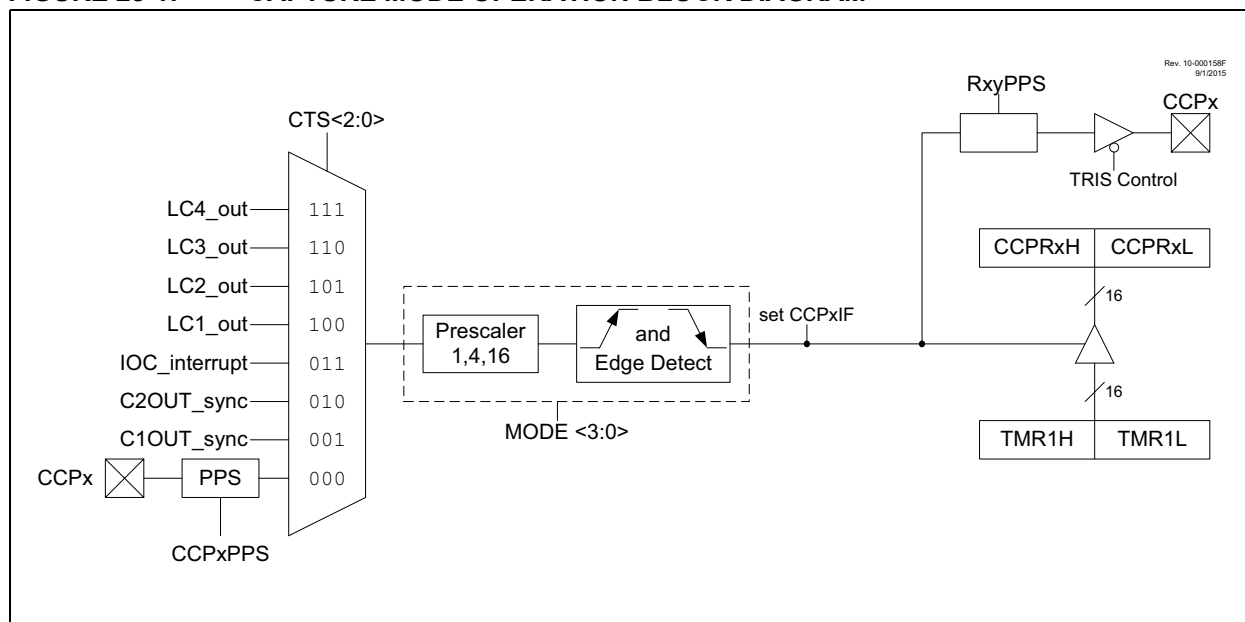 Rev. 10-000158F
9/1/2015
RxyPPS
CCPx
CTS<2:0>
TRIS Control
LC4_out 111
LC3_out 110
CCPRxH CCPRxL
LC2_out 101
16
LC1_out 100
set CCPxIF
Prescaler
1,4,16
and
Edge Detect
IOC_interrupt 011
C2OUT_sync 010
16
MODE <3:0>
C1OUT_sync 001
TMR1H TMR1L
CCPx PPS 000
CCPxPPS